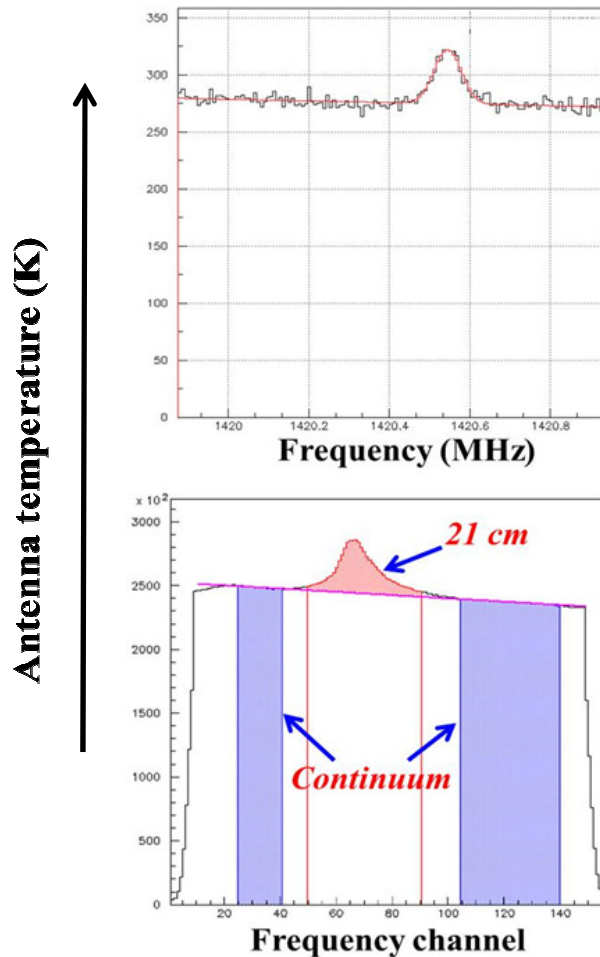 Antenna temperature (K)
350
300
250
200
150
100
50
0
1420 1420.2 1420.4 1420.6 1420.8
Frequency (MHz)
x 10²
3000
2500
2000
1500
1000
500
0
21 cm
Continuum
20 40 60 80 100 120 140
Frequency channel